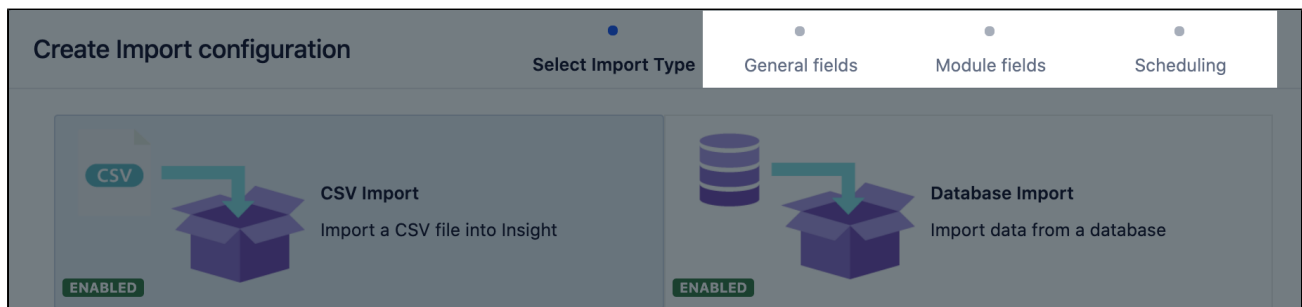 Create Import configuration
Select Import Type
General fields
Module fields
Scheduling
CSV
CSV Import
Import a CSV file into Insight
ENABLED
Database Import
Import data from a database
ENABLED